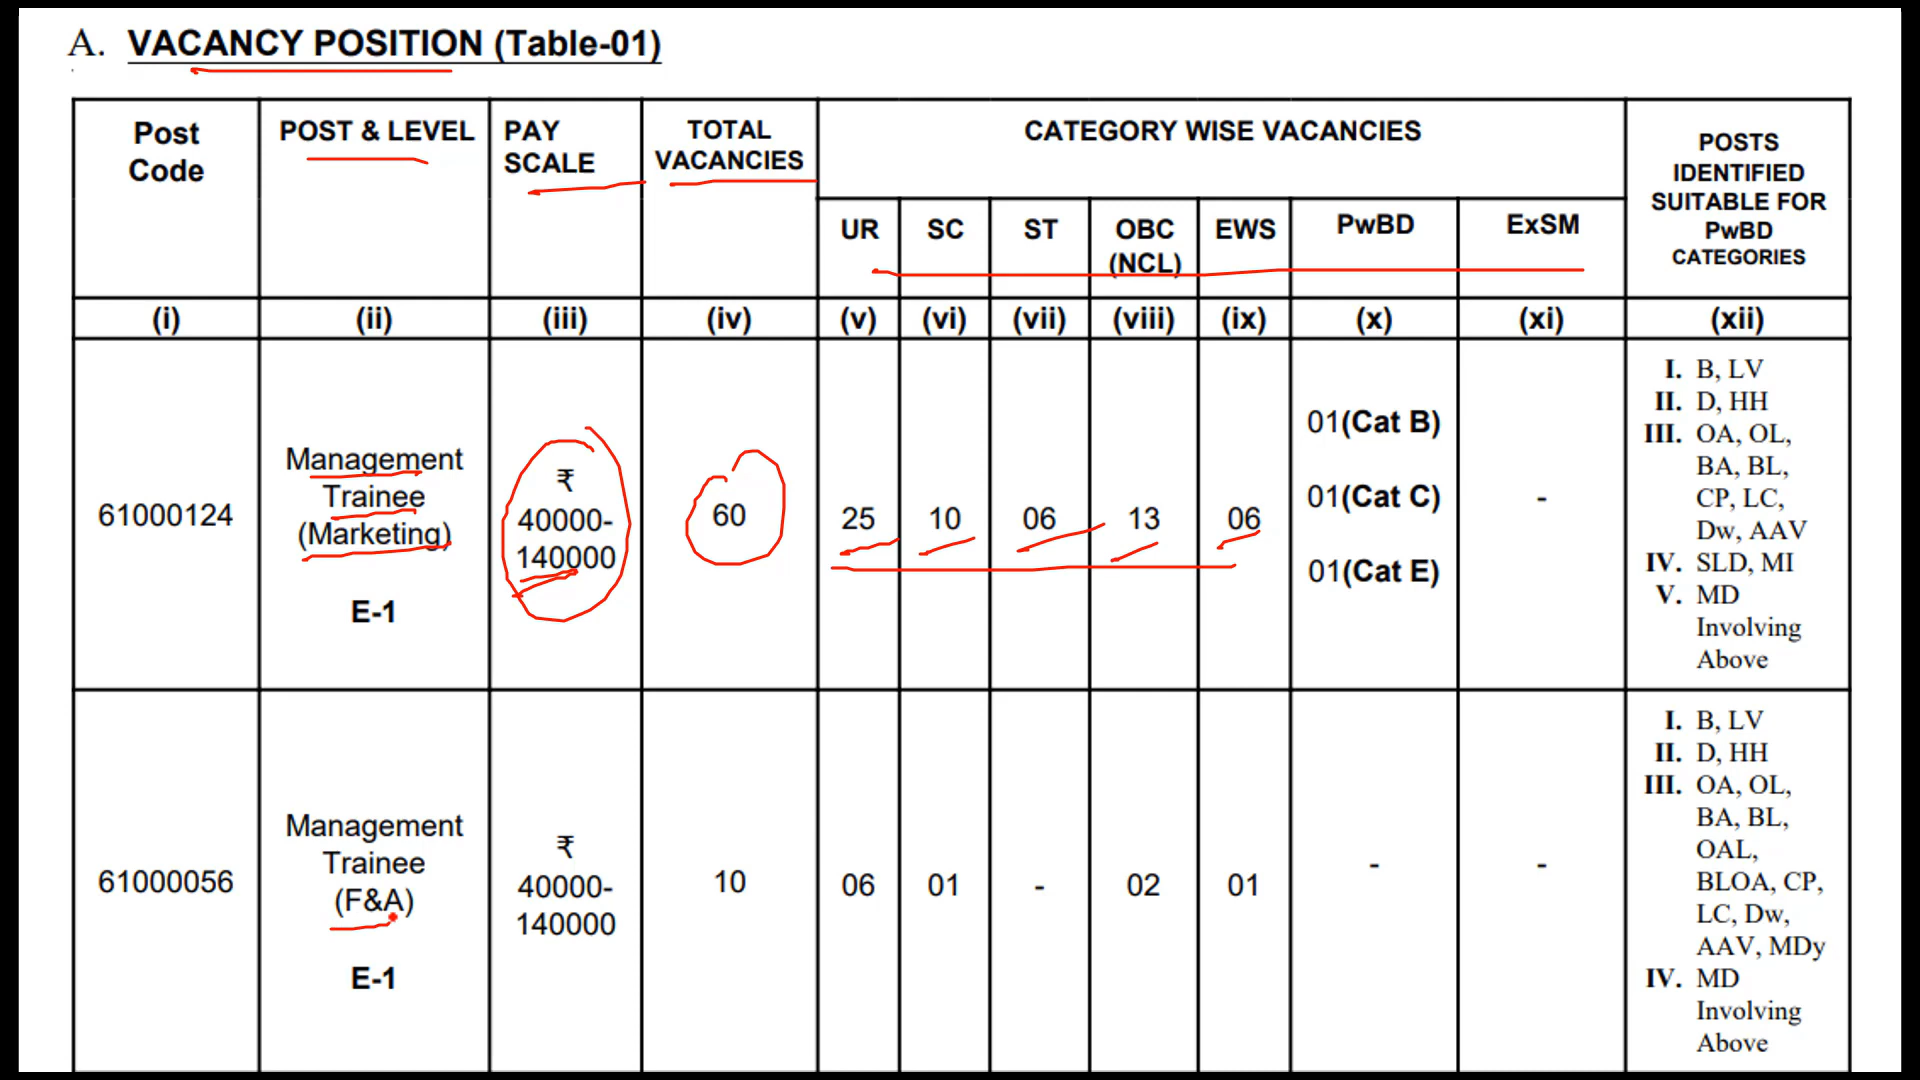 A. VACANCY POSITION (Table-01)
Post Code
POST & LEVEL
PAY SCALE
TOTAL VACANCIES
CATEGORY WISE VACANCIES
POSTS IDENTIFIED SUITABLE FOR PwBD CATEGORIES
UR
SC
ST
OBC (NCL)
EWS
PwBD
ExSM
(i)
(ii)
(iii)
(iv)
(v)
(vi)
(vii)
(viii)
(ix)
(x)
(xi)
(xii)
61000124
Management
Trainee
(Marketing)
E-1
₹
40000-
140000
60
25
10
06
13
06
01(Cat B)
01(Cat C)
01(Cat E)
-
I. B, LV
II. D, HH
III. OA, OL,
BA, BL,
CP, LC,
Dw, AAV
IV. SLD, MI
V. MD
Involving
Above
61000056
Management
Trainee
(F&A)
E-1
₹
40000-
140000
10
06
01
-
02
01
-
-
I. B, LV
II. D, HH
III. OA, OL,
BA, BL,
OAL,
BLOA, CP,
LC, Dw,
AAV, MDy
IV. MD
Involving
Above